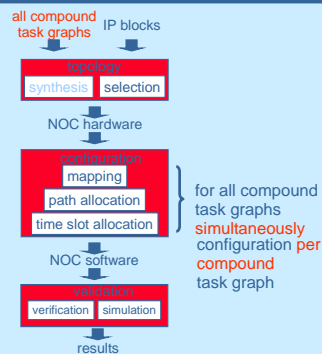 all compound
task graphs
IP blocks
topology
synthesis
selection
NOC hardware
configuration
mapping
path allocation
time slot allocation
for all compound
task graphs
simultaneously
configuration per
compound
task graph
NOC software
validation
verification
simulation
results